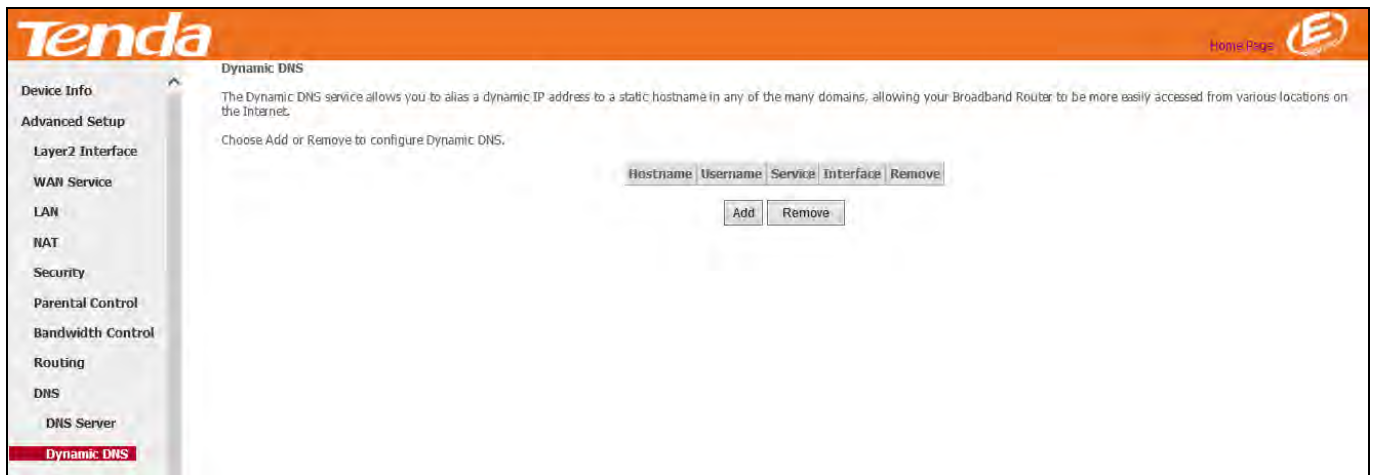 Tenda
Home Page
Device Info
Advanced Setup
Layer2 Interface
WAN Service
LAN
NAT
Security
Parental Control
Bandwidth Control
Routing
DNS
DNS Server
Dynamic DNS
Dynamic DNS
The Dynamic DNS service allows you to alias a dynamic IP address to a static hostname in any of the many domains, allowing your Broadband Router to be more easily accessed from various locations on
the Internet.
Choose Add or Remove to configure Dynamic DNS.
Hostname Username Service Interface Remove
Add Remove